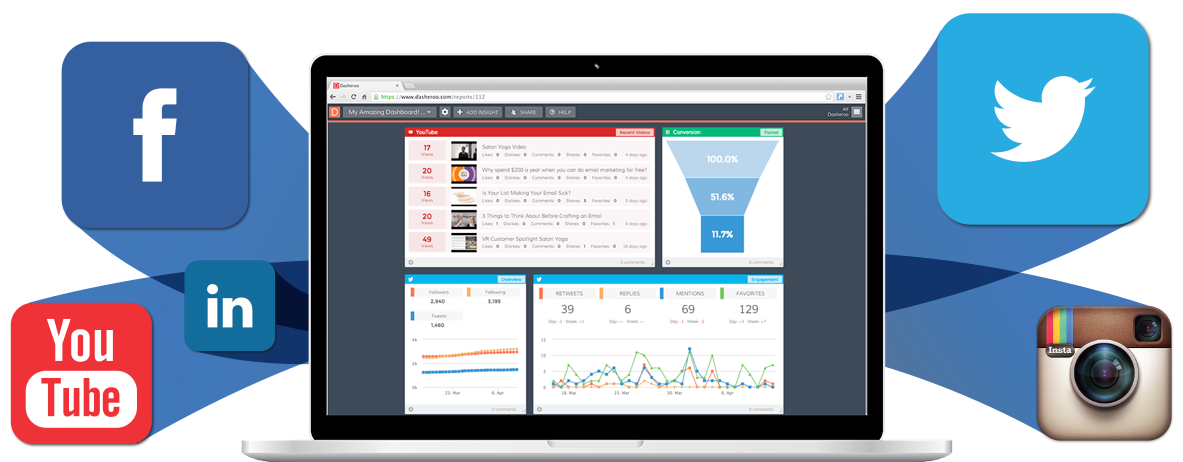 f
in
You
Tube
Insta
Dasheroo
https://www.dasheroo.com/reports/112
D
My Amazing Dashboard! ...
ADD INSIGHT
SHARE
HELP
Alf
Dasheroo
YouTube
Recent Videos
17
Views
Satori Yoga Video
Likes: 0 Dislikes: 0 Comments: 0 Shares: 0 Favorites: 0 4 days ago
20
Views
Why spend $200 a year when you can do email marketing for free?
Likes: 0 Dislikes: 0 Comments: 0 Shares: 0 Favorites: 0 4 days ago
16
Views
Is Your List Making Your Email Sick?
Likes: 0 Dislikes: 0 Comments: 0 Favorites: 0 5 days ago
20
Views
3 Things to Think About Before Crafting an Email
Likes: 1 Dislikes: 0 Comments: 0 Favorites: 0 6 days ago
49
Views
VR Customer Spotlight Satori Yoga
Likes: 0 Dislikes: 0 Comments: 0 Shares: 1 Favorites: 0 18 days ago
0 comments
Conversion
Funnel
100.0%
51.6%
11.7%
0 comments
Overview
Followers
2,940
Following
3,195
Tweets
1,460
4k
0k
23. Mar
6. Apr
0 comments
Engagement
RETWEETS
REPLIES
MENTIONS
FAVORITES
39
6
69
129
Day: -1 Week: +1
Day: — Week: —
Day: -1 Week: -2
Day: +1 Week: +7
15
10
5
0
16. Mar
23. Mar
30. Mar
6. Apr
0 comments